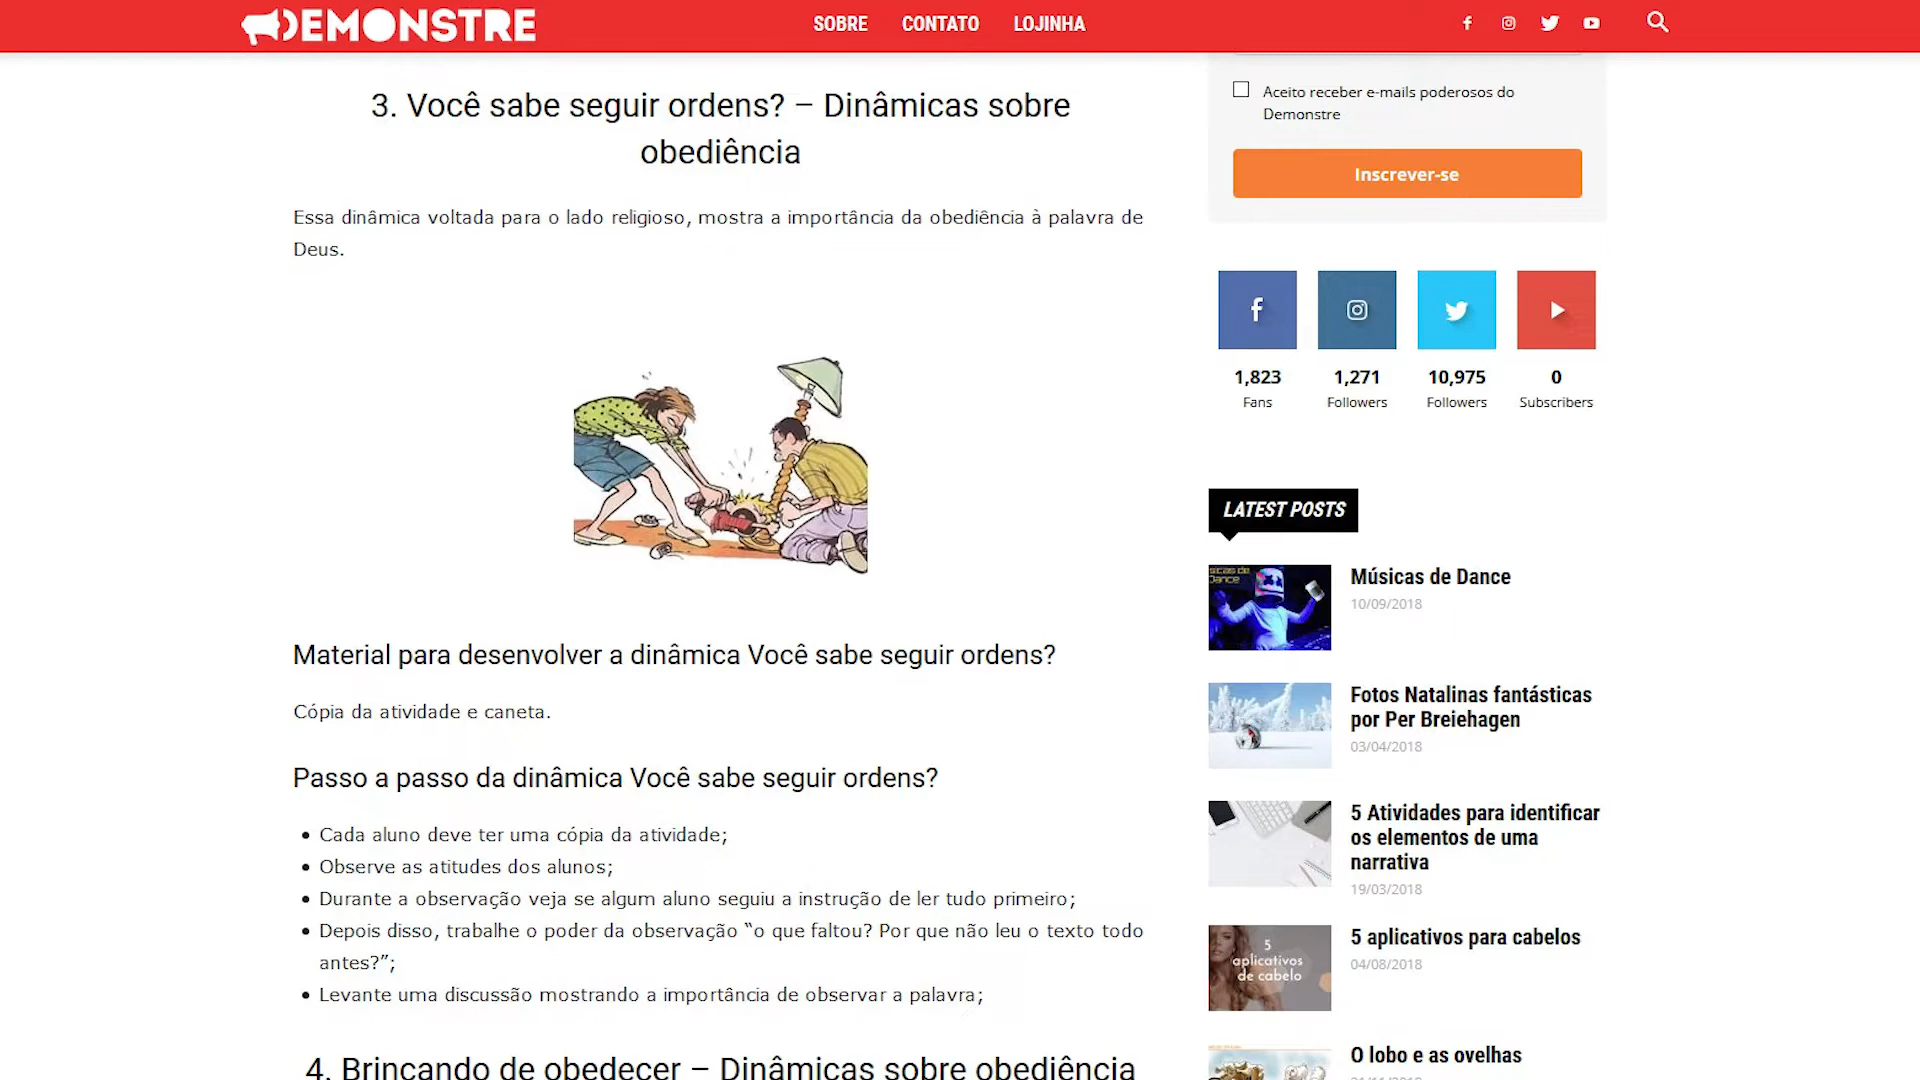 DEMONSTRE
SOBRE CONTATO LOJINHA
3. Você sabe seguir ordens? – Dinâmicas sobre
obediência
Essa dinâmica voltada para o lado religioso, mostra a importância da obediência à palavra de
Deus.
Material para desenvolver a dinâmica Você sabe seguir ordens?
Cópia da atividade e caneta.
Passo a passo da dinâmica Você sabe seguir ordens?
Cada aluno deve ter uma cópia da atividade;
Observe as atitudes dos alunos;
Durante a observação veja se algum aluno seguiu a instrução de ler tudo primeiro;
Depois disso, trabalhe o poder da observação “o que faltou? Por que não leu o texto todo
antes?”;
Levante uma discussão mostrando a importância de observar a palavra;
4. Brincando de obedecer – Dinâmicas sobre obediência
Aceito receber e-mails poderosos do
Demonstre
Inscrever-se
1,823 1,271 10,975 0
Fans Followers Followers Subscribers
LATEST POSTS
Músicas de Dance
10/09/2018
Fotos Natalinas fantásticas
por Per Breiehagen
03/04/2018
5 Atividades para identificar
os elementos de uma
narrativa
19/03/2018
5
aplicativos
de cabelo
5 aplicativos para cabelos
04/08/2018
O lobo e as ovelhas